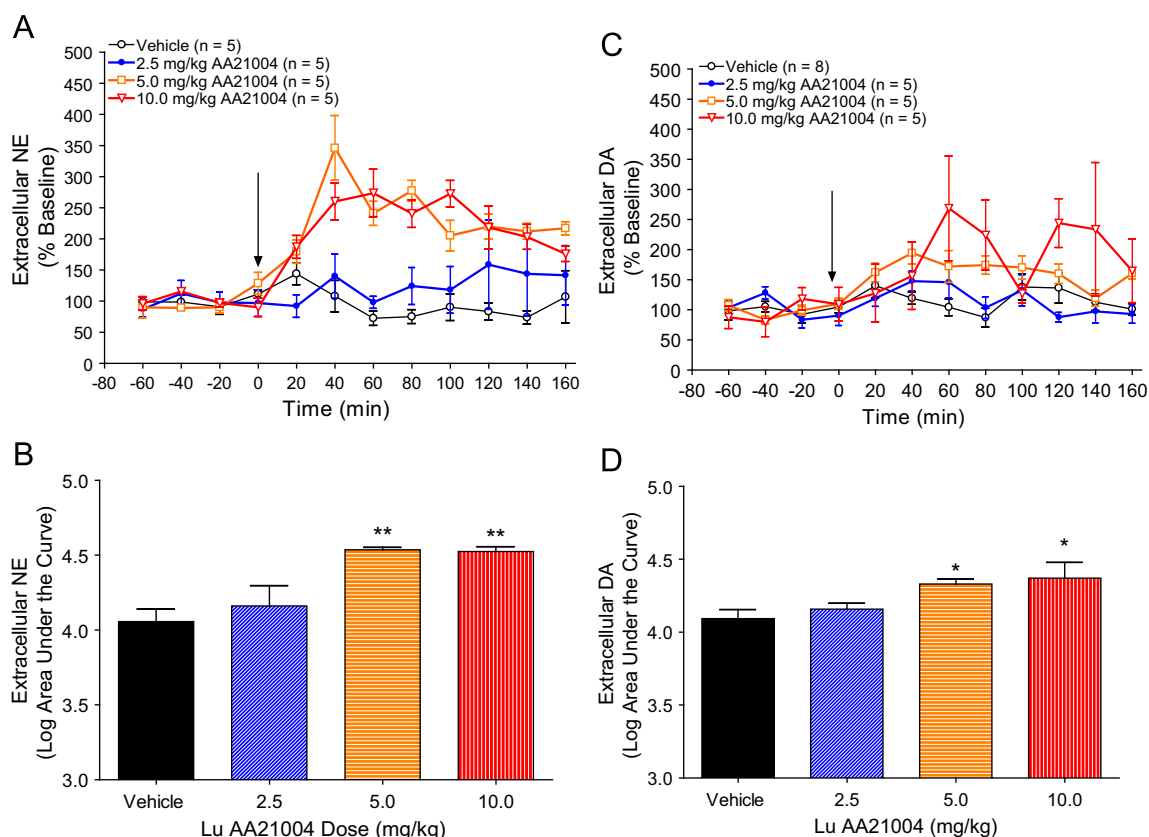 A
Vehicle (n = 5)
2.5 mg/kg AA21004 (n = 5)
5.0 mg/kg AA21004 (n = 5)
10.0 mg/kg AA21004 (n = 5)
500
450
400
350
300
250
200
150
100
50
0
Extracellular NE
(% Baseline)
-80 -60 -40 -20 0 20 40 60 80 100 120 140 160
Time (min)
C
Vehicle (n = 8)
2.5 mg/kg AA21004 (n = 5)
5.0 mg/kg AA21004 (n = 5)
10.0 mg/kg AA21004 (n = 5)
500
450
400
350
300
250
200
150
100
50
0
Extracellular DA
(% Baseline)
-80 -60 -40 -20 0 20 40 60 80 100 120 140 160
Time (min)
B
5.0
4.5
4.0
3.5
3.0
Extracellular NE
(Log Area Under the Curve)
** **
Vehicle 2.5 5.0 10.0
Lu AA21004 Dose (mg/kg)
D
5.0
4.5
4.0
3.5
3.0
Extracellular DA
(Log Area Under the Curve)
* *
Vehicle 2.5 5.0 10.0
Lu AA21004 (mg/kg)